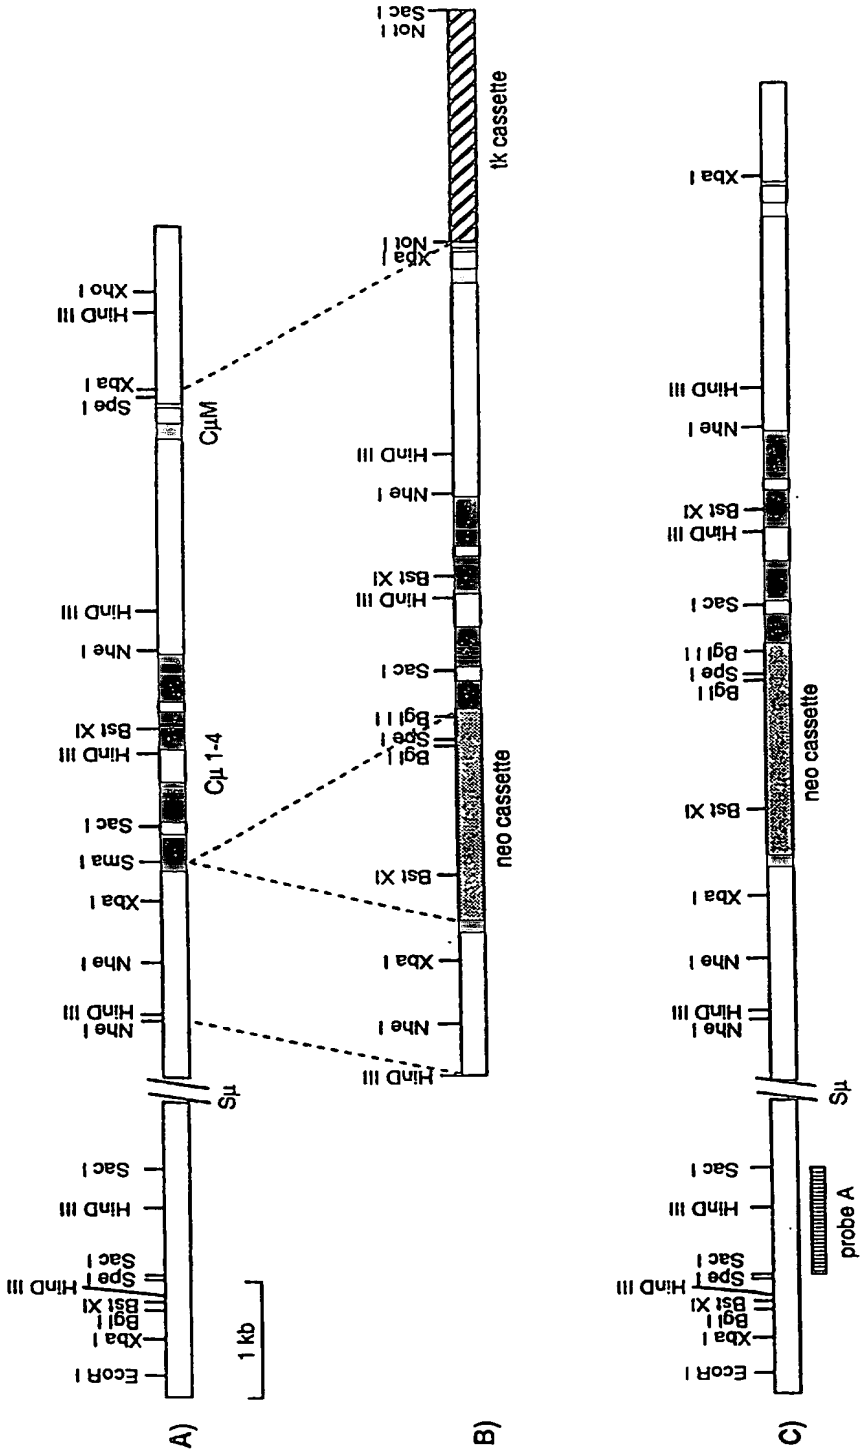 A)
EcoR I
Xba I
Bgl I
Bst XI
HinD III
Spe I
Sac I
HinD III
Sac I
Nhe I
HinD III
Nhe I
Xba I
Sma I
Sac I
HinD III
Bst XI
Nhe I
HinD III
Spe I
Xba I
HinD III
Xho I
Sμ
Cμ 1-4
CμM
1 kb
B)
HinD III
Nhe I
Xba I
Bst XI
Bgl I
Spe I
Bgl I I
Sac I
HinD III
Bst XI
Nhe I
HinD III
Xba I
Not I
Not I
Sac I
neo cassette
tk cassette
C)
EcoR I
Xba I
Bgl I
Bst XI
HinD III
Spe I
Sac I
HinD III
Sac I
Nhe I
HinD III
Nhe I
Xba I
Bst XI
Bgl I
Spe I
Bgl I I
Sac I
HinD III
Bst XI
Nhe I
HinD III
Xba I
probe A
Sμ
neo cassette